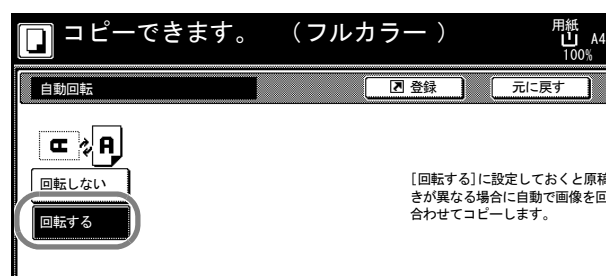 コピーできます。 （フルカラー ）
用紙
A4
100%
自動回転
登録
元に戻す
A A
回転しない
回転する
[回転する]に設定しておくと原稿
きが異なる場合に自動で画像を回
合わせてコピーします。